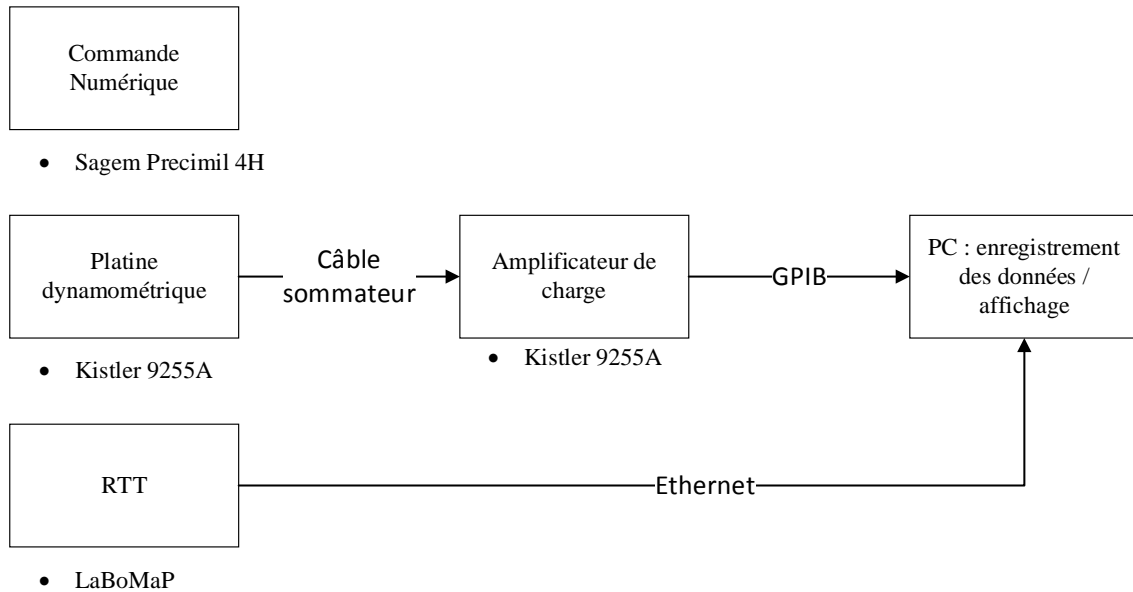 Commande
Numérique
• Sagem Precimil 4H
Platine
dynamométrique
Câble
sommateur
Amplificateur de
charge
GPIB
PC : enregistrement
des données /
affichage
• Kistler 9255A
• Kistler 9255A
RTT
Ethernet
• LaBoMaP